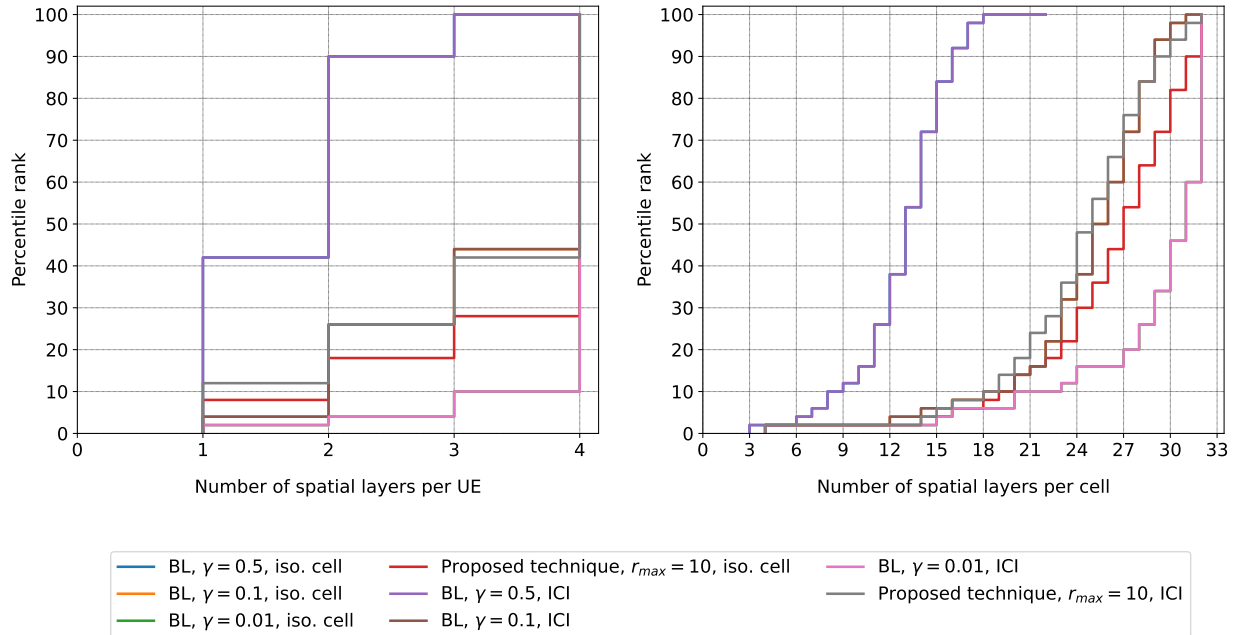 100
90
80
70
60
50
40
30
20
10
0
Percentile rank
0 1 2 3 4
Number of spatial layers per UE
100
90
80
70
60
50
40
30
20
10
0
Percentile rank
0 3 6 9 12 15 18 21 24 27 30 33
Number of spatial layers per cell
BL, γ = 0.5, iso. cell
BL, γ = 0.1, iso. cell
BL, γ = 0.01, iso. cell
Proposed technique, r_max = 10, iso. cell
BL, γ = 0.5, ICI
BL, γ = 0.1, ICI
BL, γ = 0.01, ICI
Proposed technique, r_max = 10, ICI